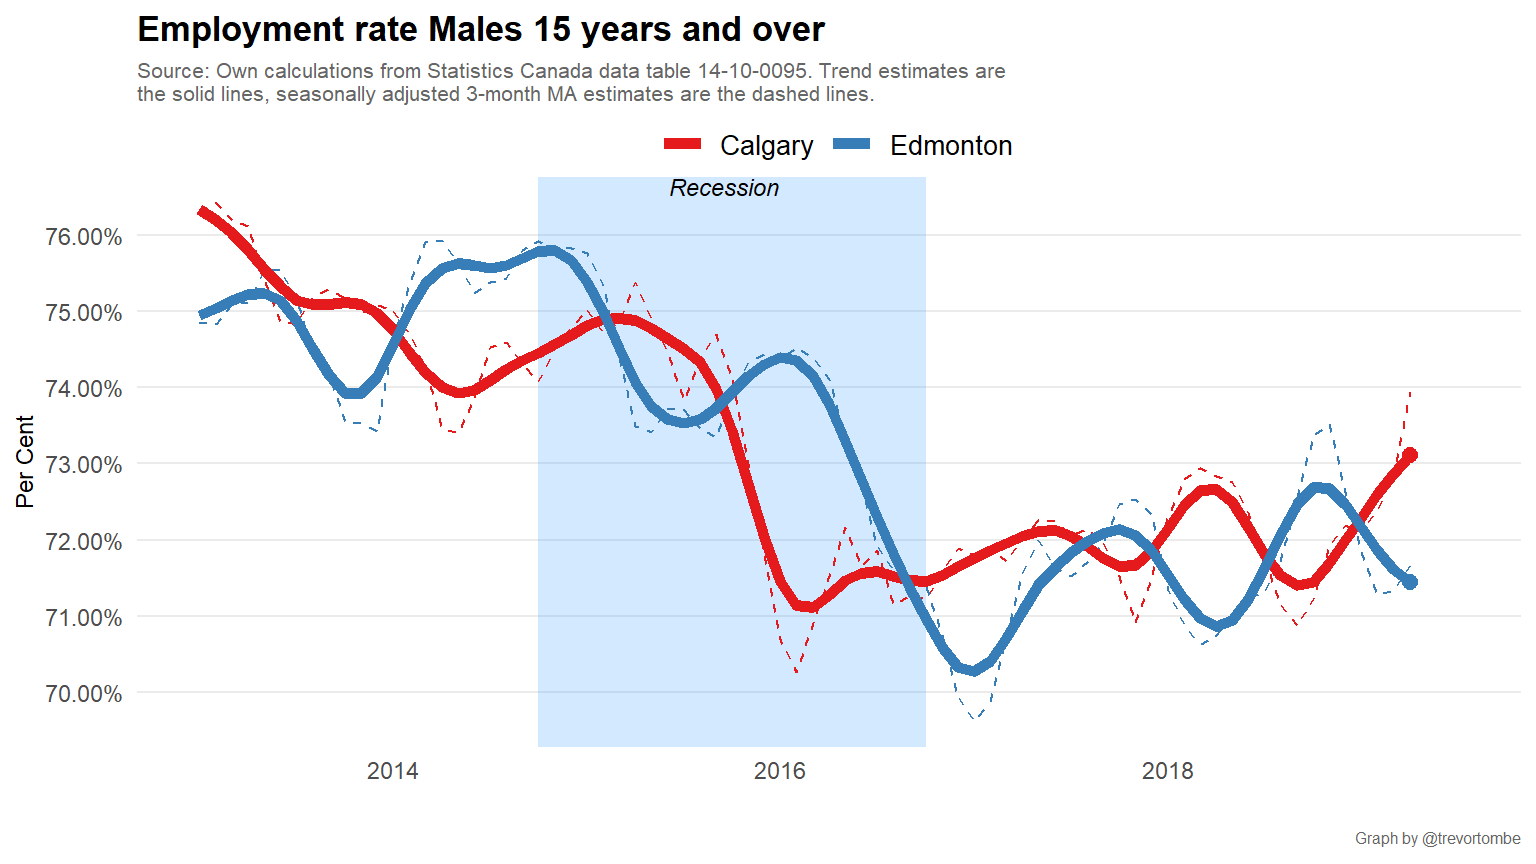 Employment rate Males 15 years and over
Source: Own calculations from Statistics Canada data table 14-10-0095. Trend estimates are
the solid lines, seasonally adjusted 3-month MA estimates are the dashed lines.
Calgary Edmonton
Recession
76.00%
75.00%
74.00%
73.00%
72.00%
71.00%
70.00%
Per Cent
2014 2016 2018
Graph by @trevortombe